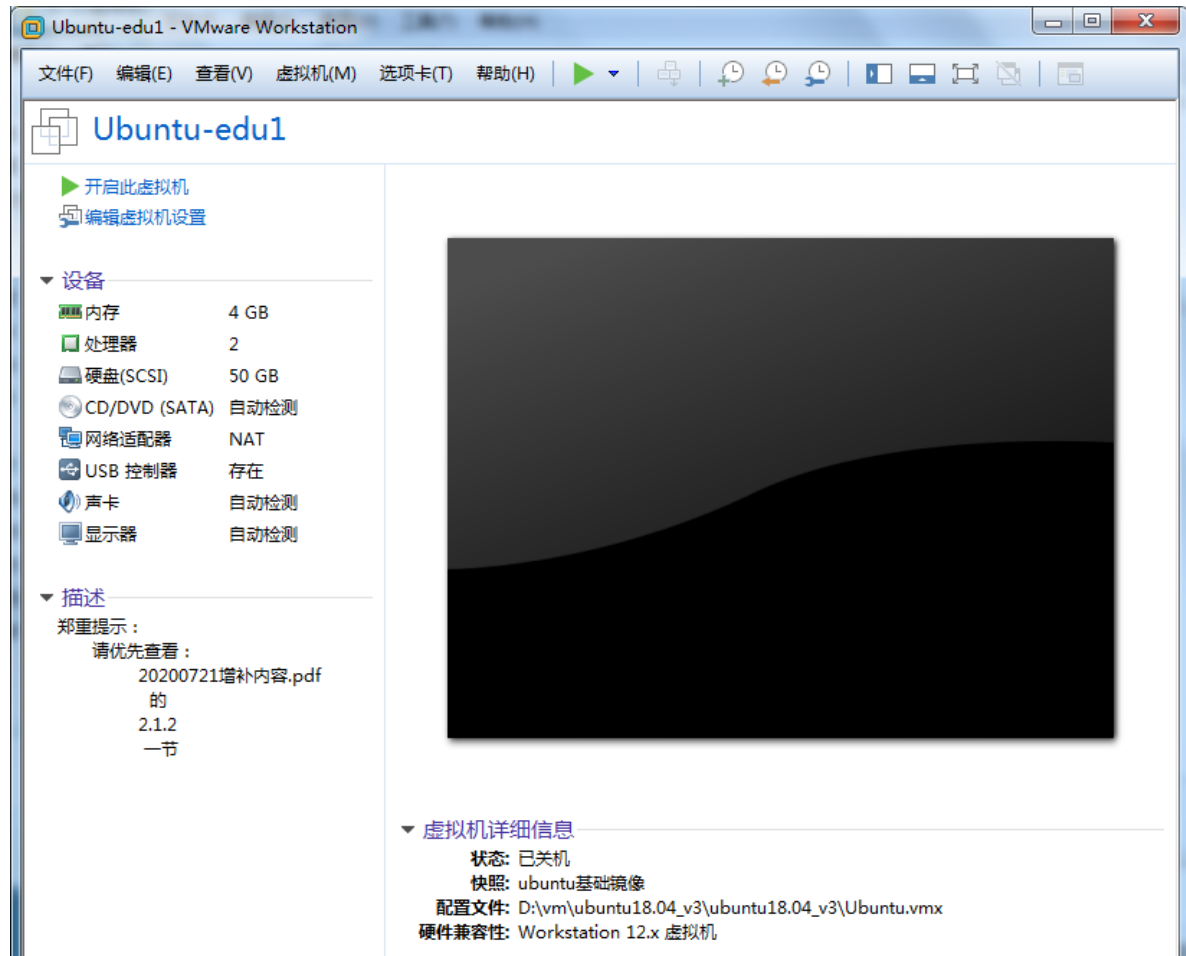 Ubuntu-edu1 - VMware Workstation
文件(F) 编辑(E) 查看(V) 虚拟机(M) 选项卡(T) 帮助(H)
Ubuntu-edu1
开启此虚拟机
编辑虚拟机设置
设备
内存 4 GB
处理器 2
硬盘(SCSI) 50 GB
CD/DVD (SATA) 自动检测
网络适配器 NAT
USB 控制器 存在
声卡 自动检测
显示器 自动检测
描述
郑重提示：
请优先查看：
20200721增补内容.pdf
的
2.1.2
一节
虚拟机详细信息
状态: 已关机
快照: ubuntu基础镜像
配置文件: D:\vm\ubuntu18.04_v3\ubuntu18.04_v3\Ubuntu.vmx
硬件兼容性: Workstation 12.x 虚拟机